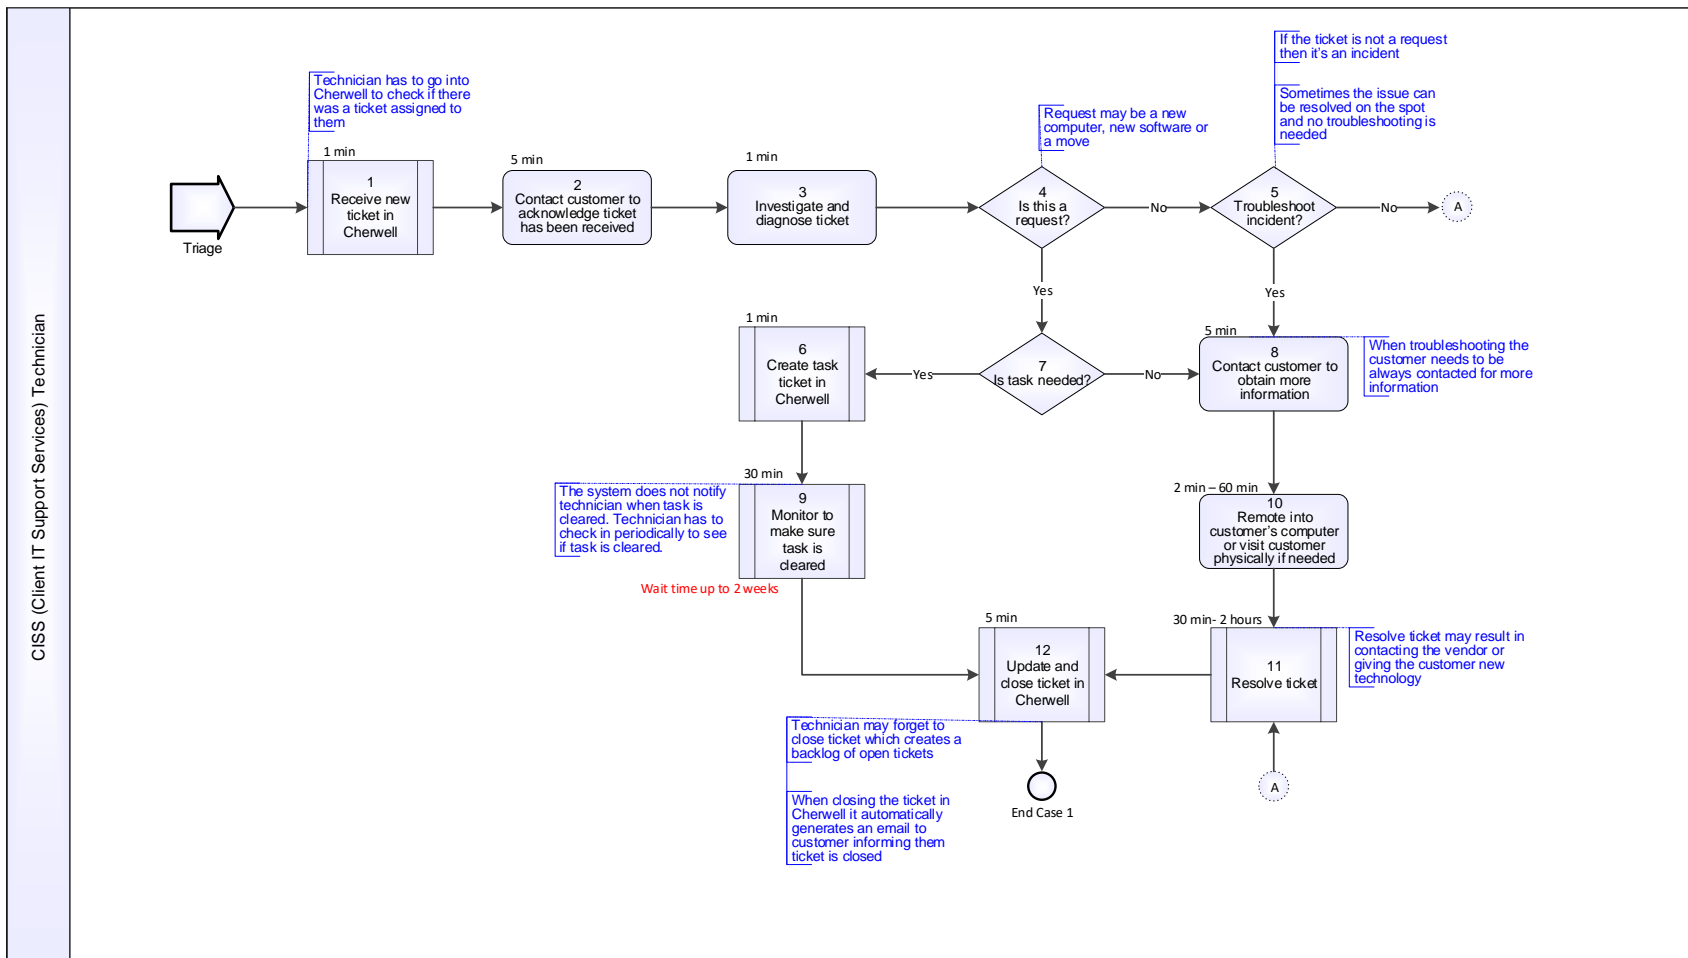 CISS (Client IT Support Services) Technician
Triage
Technician has to go into
Cherwell to check if there
was a ticket assigned to
them
1 min
1
Receive new
ticket in
Cherwell
5 min
2
Contact customer to
acknowledge ticket
has been received
1 min
3
Investigate and
diagnose ticket
Request may be a new
computer, new software or
a move
4
Is this a
request?
No
Yes
If the ticket is not a request
then it's an incident
Sometimes the issue can
be resolved on the spot
and no troubleshooting is
needed
5
Troubleshoot
incident?
No
A
Yes
1 min
6
Create task
ticket in
Cherwell
Yes
7
Is task needed?
No
5 min
8
Contact customer to
obtain more
information
When troubleshooting the
customer needs to be
always contacted for more
information
30 min
The system does not notify
technician when task is
cleared. Technician has to
check in periodically to see
if task is cleared.
9
Monitor to
make sure
task is
cleared
Wait time up to 2 weeks
2 min – 60 min
10
Remote into
customer's computer
or visit customer
physically if needed
5 min
12
Update and
close ticket in
Cherwell
30 min- 2 hours
11
Resolve ticket
Resolve ticket may result in
contacting the vendor or
giving the customer new
technology
Technician may forget to
close ticket which creates a
backlog of open tickets
When closing the ticket in
Cherwell it automatically
generates an email to
customer informing them
ticket is closed
End Case 1
A